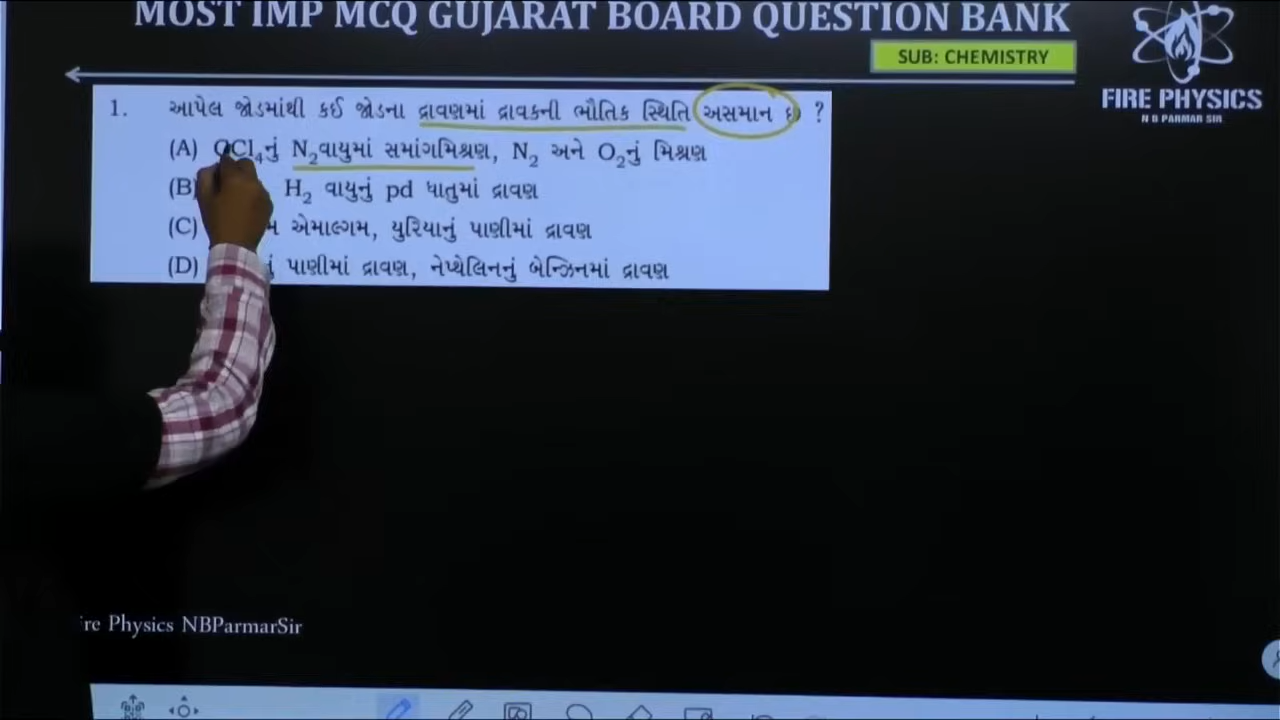 MOST IMP MCQ GUJARAT BOARD QUESTION BANK
SUB: CHEMISTRY
FIRE PHYSICS
N B PARMAR SIR
1. આપેલ જોડમાંથી કઈ જોડના દ્રાવણમાં દ્રાવકની ભૌતિક સ્થિતિ અસમાન છે ?
(A) CCl₄નું N₂વાયુમાં સમાંગમિશ્રણ, N₂ અને O₂નું મિશ્રણ
(B) H₂ વાયુનું pd ધાતુમાં દ્રાવણ
(C) એમાલ્ગમ, યુરિયાનું પાણીમાં દ્રાવણ
(D) પાણીમાં દ્રાવણ, નેપ્થેલિનનું બેન્ઝિનમાં દ્રાવણ
Physics NBParmarSir